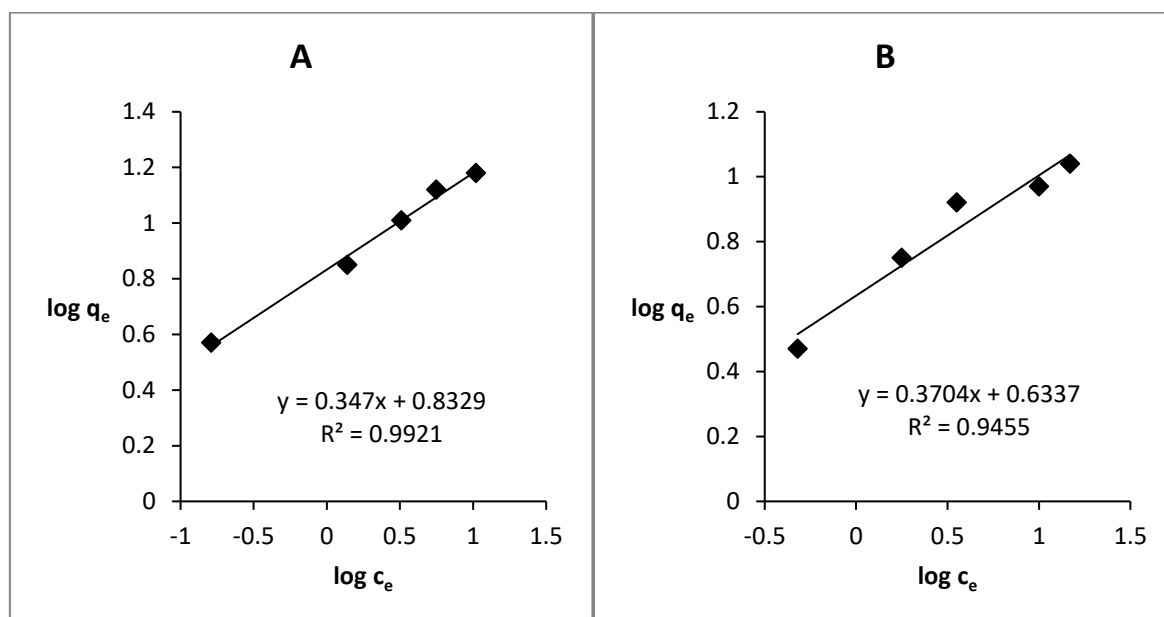 A
1.4
1.2
1
0.8
0.6
0.4
0.2
0
log qₑ
y = 0.347x + 0.8329
R² = 0.9921
-1 -0.5 0 0.5 1 1.5
log cₑ
B
1.2
1
0.8
0.6
0.4
0.2
0
log qₑ
y = 0.3704x + 0.6337
R² = 0.9455
-0.5 0 0.5 1 1.5
log cₑ